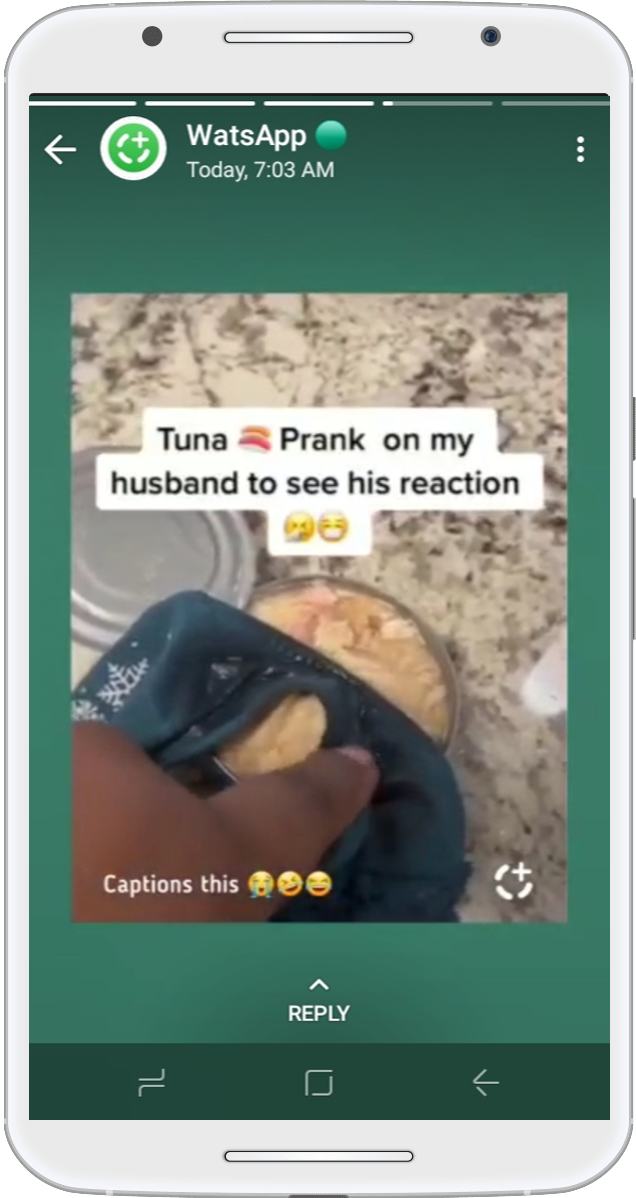 WatsApp
Today, 7:03 AM
Tuna 🍣 Prank on my
husband to see his reaction
🤧😷
Captions this 😭🤣😂
REPLY